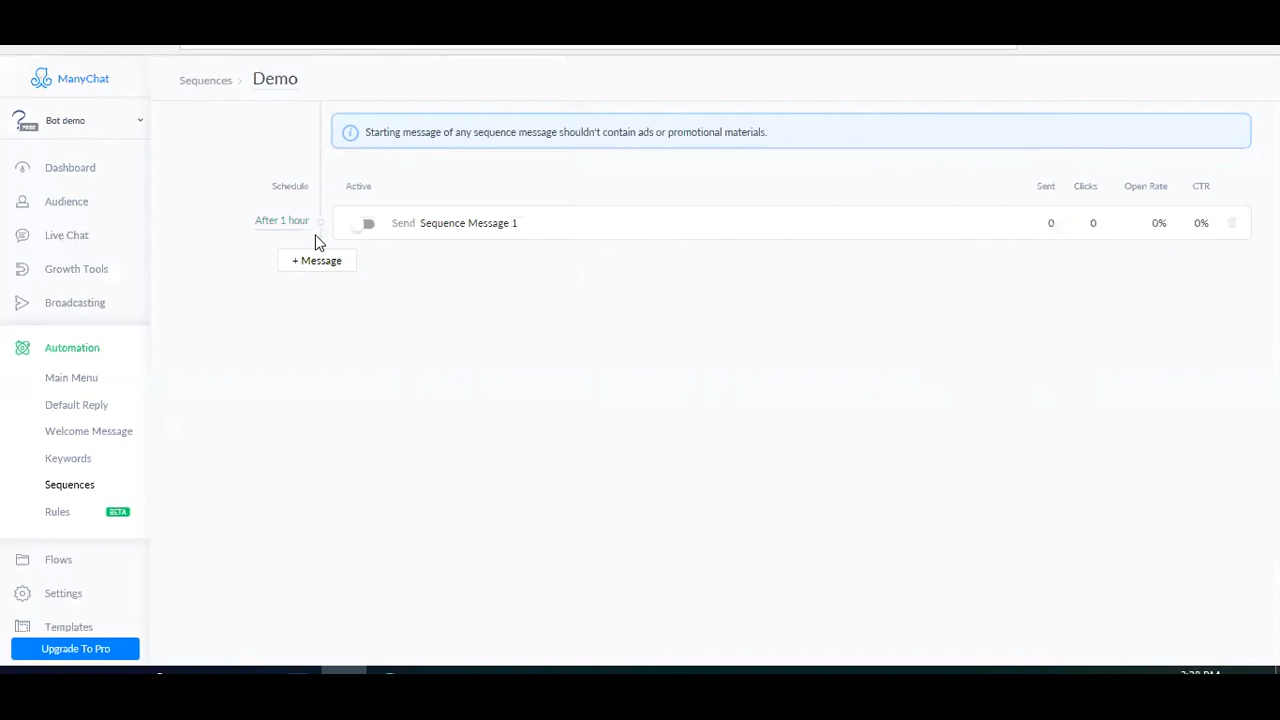 ManyChat
Sequences › Demo
Bot demo
Starting message of any sequence message shouldn't contain ads or promotional materials.
Dashboard
Audience
Live Chat
Growth Tools
Broadcasting
Automation
Main Menu
Default Reply
Welcome Message
Keywords
Sequences
Rules BETA
Flows
Settings
Templates
Upgrade To Pro
Schedule Active Sent Clicks Open Rate CTR
After 1 hour Send Sequence Message 1 0 0 0% 0%
+ Message